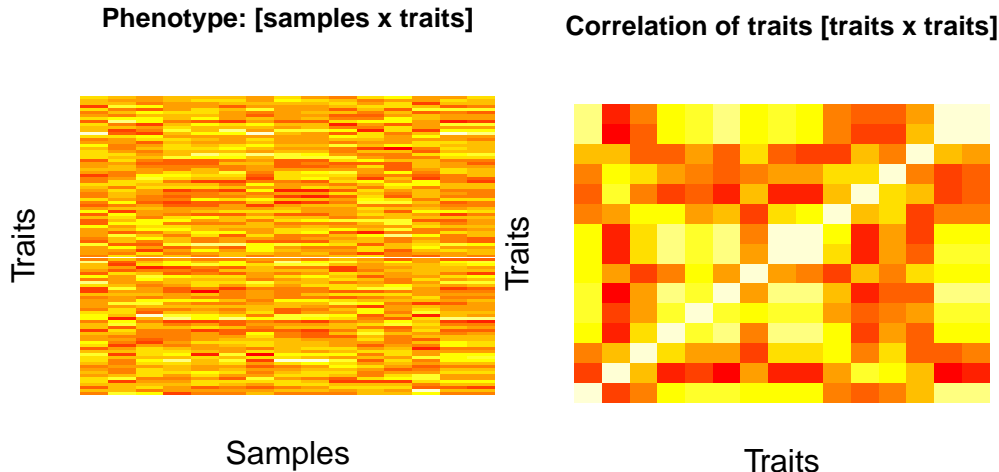 Phenotype: [samples x traits]
Correlation of traits [traits x traits]
Traits
Traits
Samples
Traits